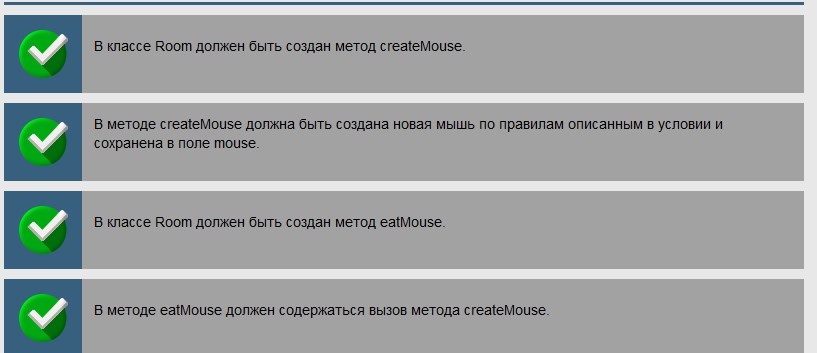 В классе Room должен быть создан метод createMouse.
В методе createMouse должна быть создана новая мышь по правилам описанным в условии и
сохранена в поле mouse.
В классе Room должен быть создан метод eatMouse.
В методе eatMouse должен содержаться вызов метода createMouse.